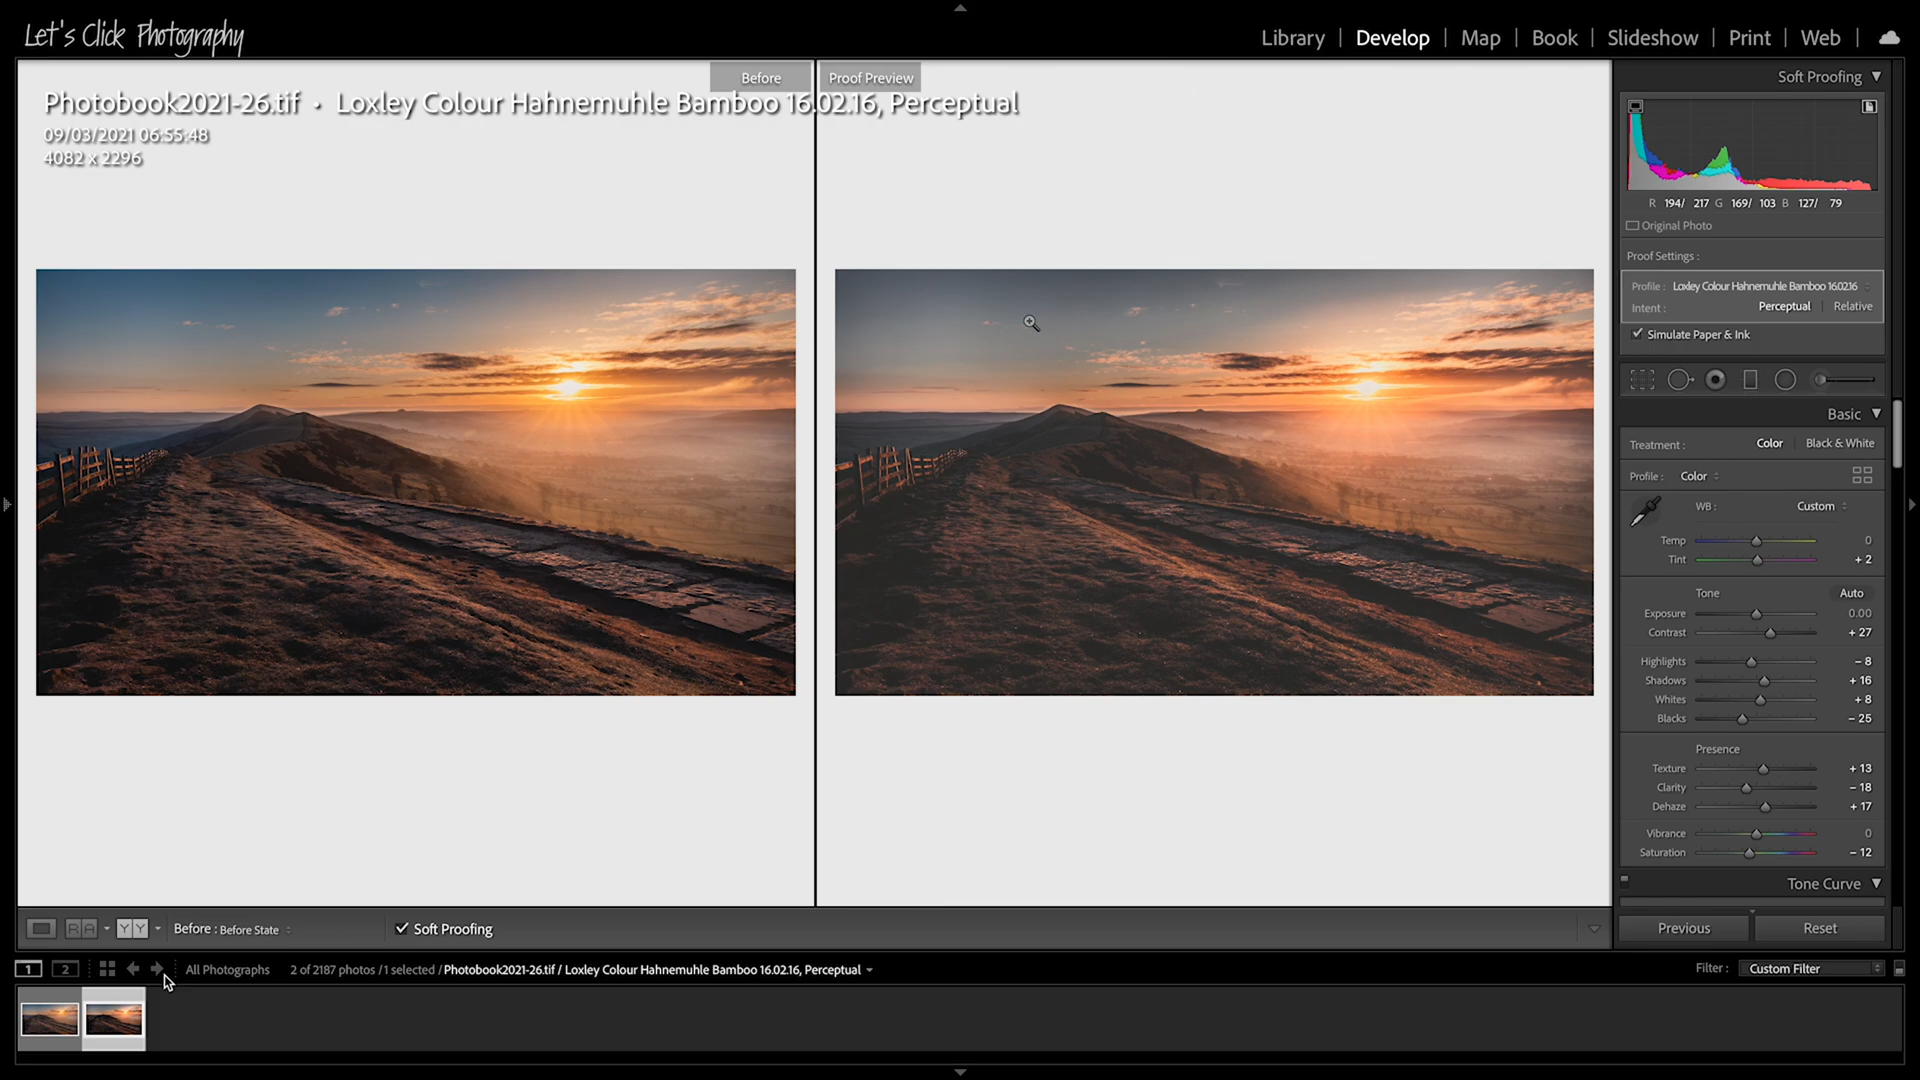 Let's Click Photography
Library | Develop | Map | Book | Slideshow | Print | Web |
Before
Proof Preview
Photobook2021-26.tif • Loxley Colour Hahnemuhle Bamboo 16.02.16, Perceptual
09/03/2021 06:55:48
4082 x 2296
Soft Proofing
R 194/ 217 G 169/ 103 B 127/ 79
Original Photo
Proof Settings :
Profile : Loxley Colour Hahnemuhle Bamboo 16.02.16
Intent : Perceptual | Relative
Simulate Paper & Ink
Basic
Treatment : Color | Black & White
Profile : Color
WB : Custom
Temp 0
Tint + 2
Tone Auto
Exposure 0.00
Contrast + 27
Highlights – 8
Shadows + 16
Whites + 8
Blacks – 25
Presence
Texture + 13
Clarity – 18
Dehaze + 17
Vibrance 0
Saturation – 12
Tone Curve
Previous Reset
R A Y Y Before : Before State Soft Proofing
1 2 All Photographs 2 of 2187 photos /1 selected / Photobook2021-26.tif / Loxley Colour Hahnemuhle Bamboo 16.02.16, Perceptual
Filter : Custom Filter